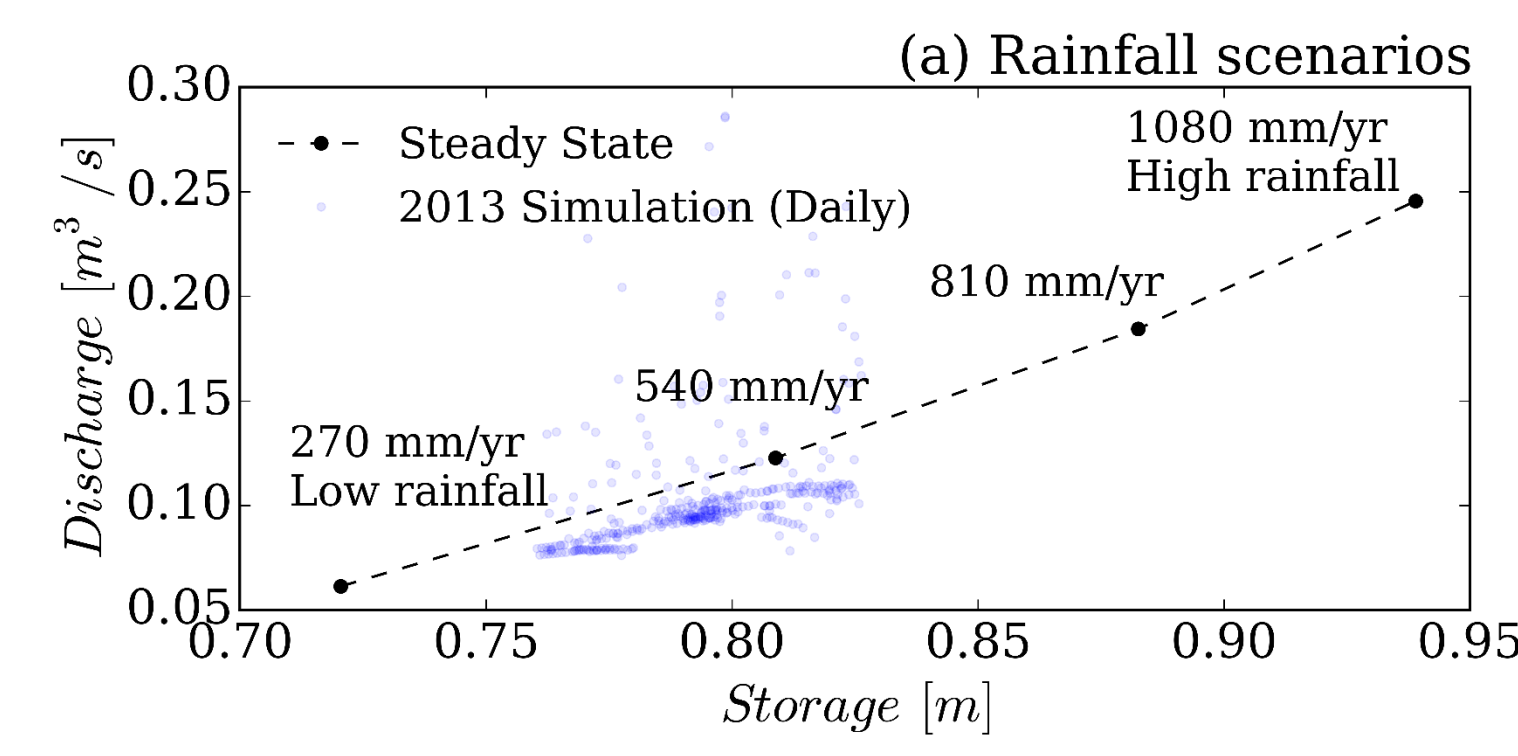 (a) Rainfall scenarios
0.30
0.25
0.20
0.15
0.10
0.05
Discharge [m³ /s]
Steady State
2013 Simulation (Daily)
1080 mm/yr
High rainfall
810 mm/yr
540 mm/yr
270 mm/yr
Low rainfall
0.70 0.75 0.80 0.85 0.90 0.95
Storage [m]